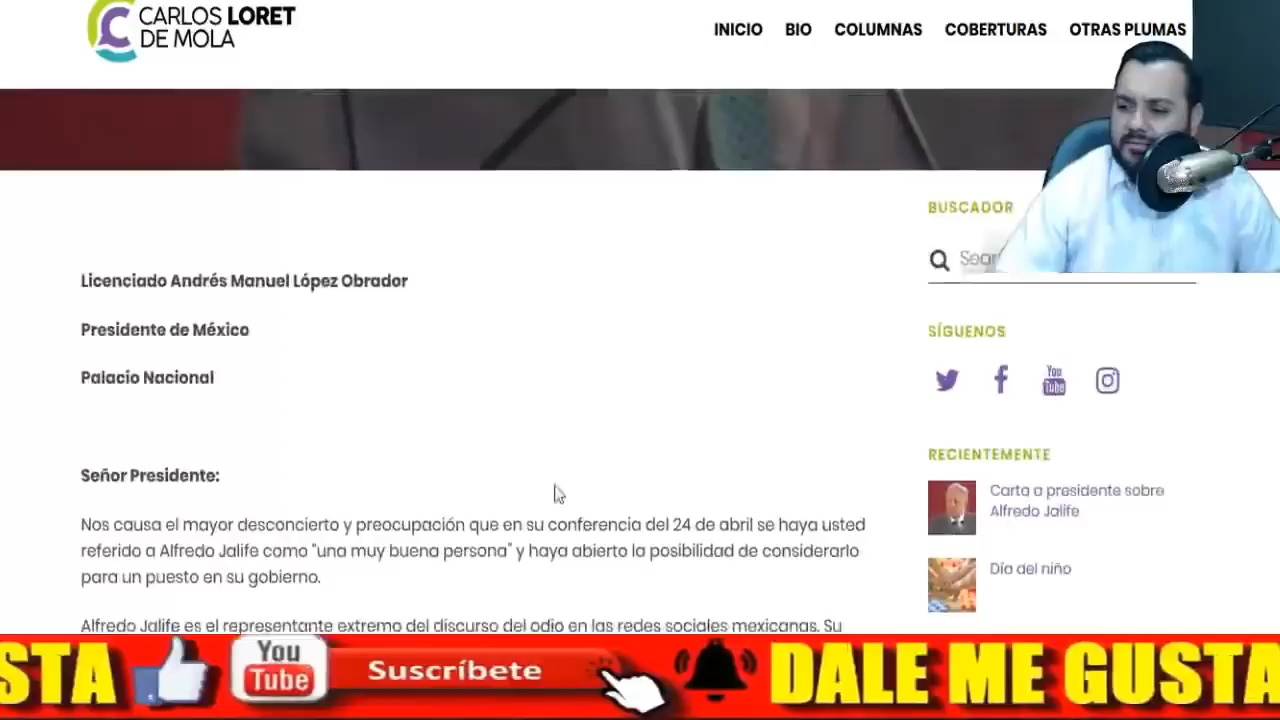 CARLOS LORET
DE MOLA
INICIO BIO COLUMNAS COBERTURAS OTRAS PLUMAS
Licenciado Andrés Manuel López Obrador
Presidente de México
Palacio Nacional
Señor Presidente:
Nos causa el mayor desconcierto y preocupación que en su conferencia del 24 de abril se haya usted
referido a Alfredo Jalife como "una muy buena persona" y haya abierto la posibilidad de considerarlo
para un puesto en su gobierno.
Alfredo Jalife es el representante extremo del discurso del odio en las redes sociales mexicanas. Su
BUSCADOR
SÍGUENOS
You
Tube
RECIENTEMENTE
Carta a presidente sobre
Alfredo Jalife
Día del niño
STA You Tube Suscríbete DALE ME GUSTA